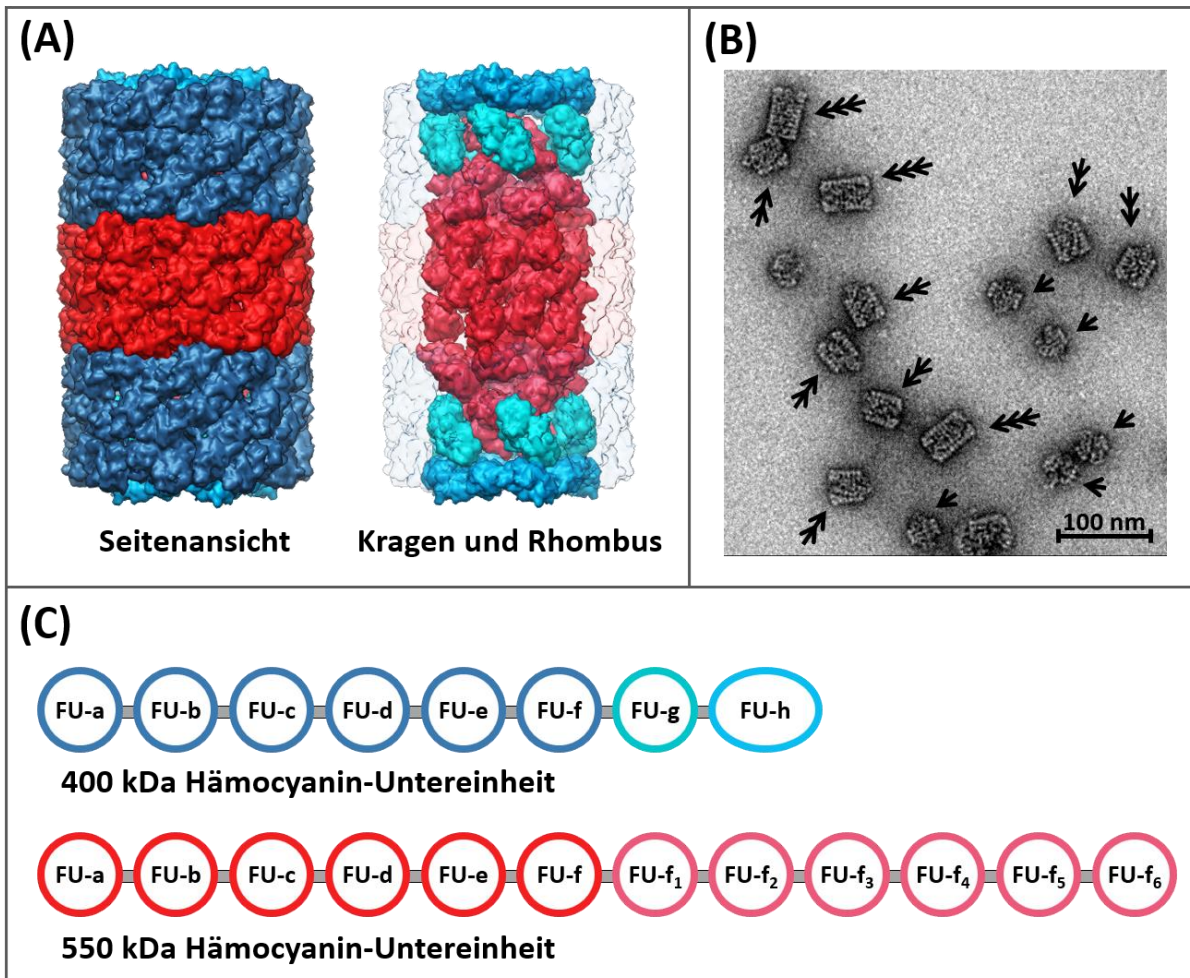 (A)
Seitenansicht
Kragen und Rhombus
(B)
100 nm
(C)
FU-a FU-b FU-c FU-d FU-e FU-f FU-g FU-h
400 kDa Hämocyanin-Untereinheit
FU-a FU-b FU-c FU-d FU-e FU-f FU-f₁ FU-f₂ FU-f₃ FU-f₄ FU-f₅ FU-f₆
550 kDa Hämocyanin-Untereinheit